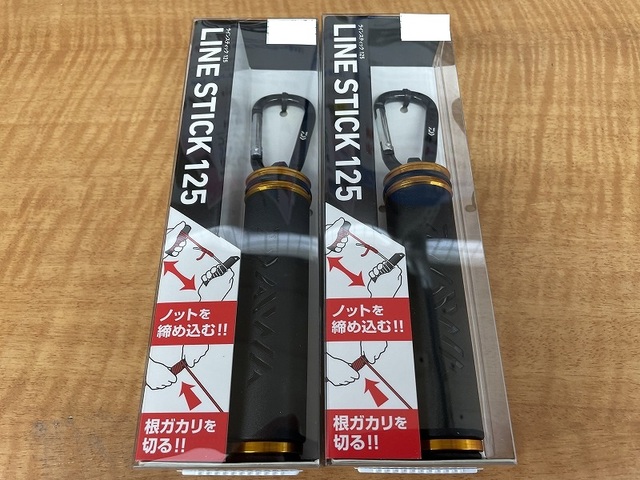 ラインスティック125
LINE STICK 125
ノットを
締め込む!!
根ガカリを
切る!!
ラインスティック125
LINE STICK 125
ノットを
締め込む!!
根ガカリを
切る!!